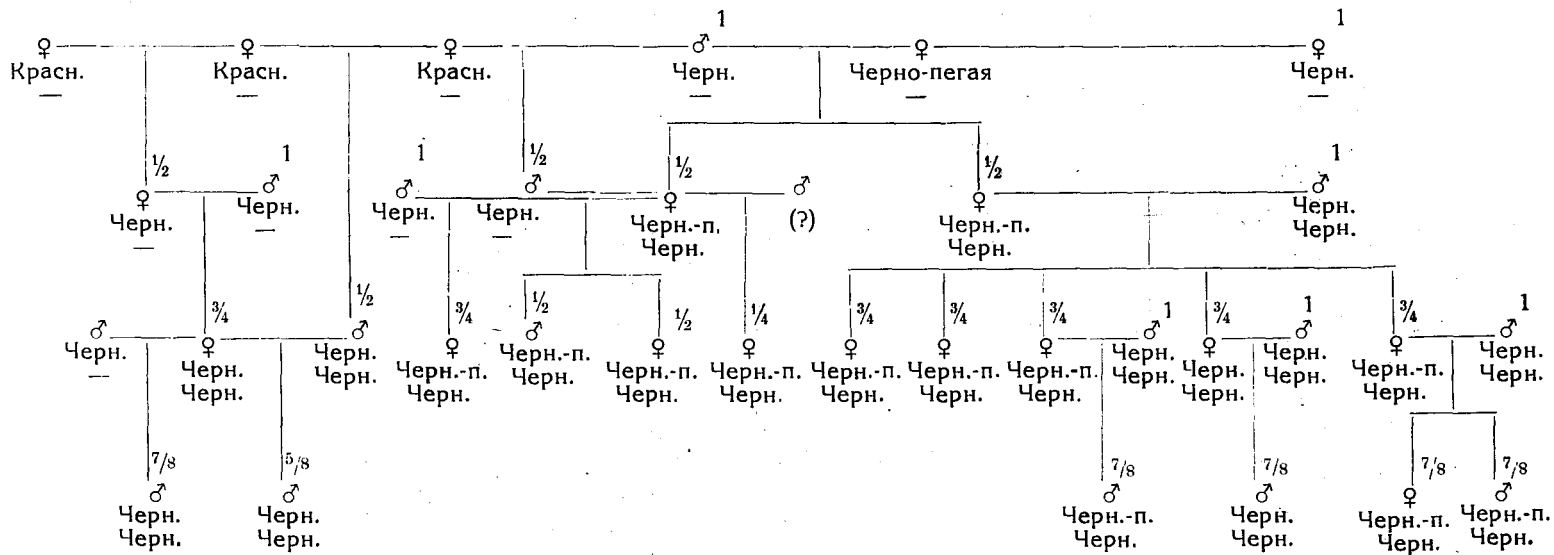 1 1
♀ ♀ ♀ ♂ ♀ ♀
Красн. Красн. Красн. Черн. Черно-пегая Черн.
— — — — — —
½ 1 1 ½ ½ ½ 1
♀ ♂ ♂ ♂ ♀ ♂ ♀ ♂
Черн. Черн. Черн. Черн. Черн.-п. (?) Черн.-п. Черн.
— — — — Черн. Черн. Черн.
¾ ½ ¾ ½ ½ ¼ ¾ ¾ ¾ 1 ¾ 1 ¾ 1
♂ ♀ ♂ ♀ ♂ ♀ ♀ ♀ ♀ ♀ ♂ ♀ ♂ ♀ ♂
Черн. Черн. Черн. Черн.-п. Черн.-п. Черн.-п. Черн.-п. Черн.-п. Черн.-п. Черн.-п. Черн. Черн. Черн. Черн.-п. Черн.
— Черн. Черн. Черн. Черн. Черн. Черн. Черн. Черн. Черн. Черн. Черн. Черн. Черн. Черн.
7/8 5/8 7/8 7/8 7/8 7/8
♂ ♂ ♂ ♂ ♀ ♂
Черн. Черн. Черн.-п. Черн. Черн.-п. Черн.-п.
Черн. Черн. Черн. Черн. Черн. Черн.